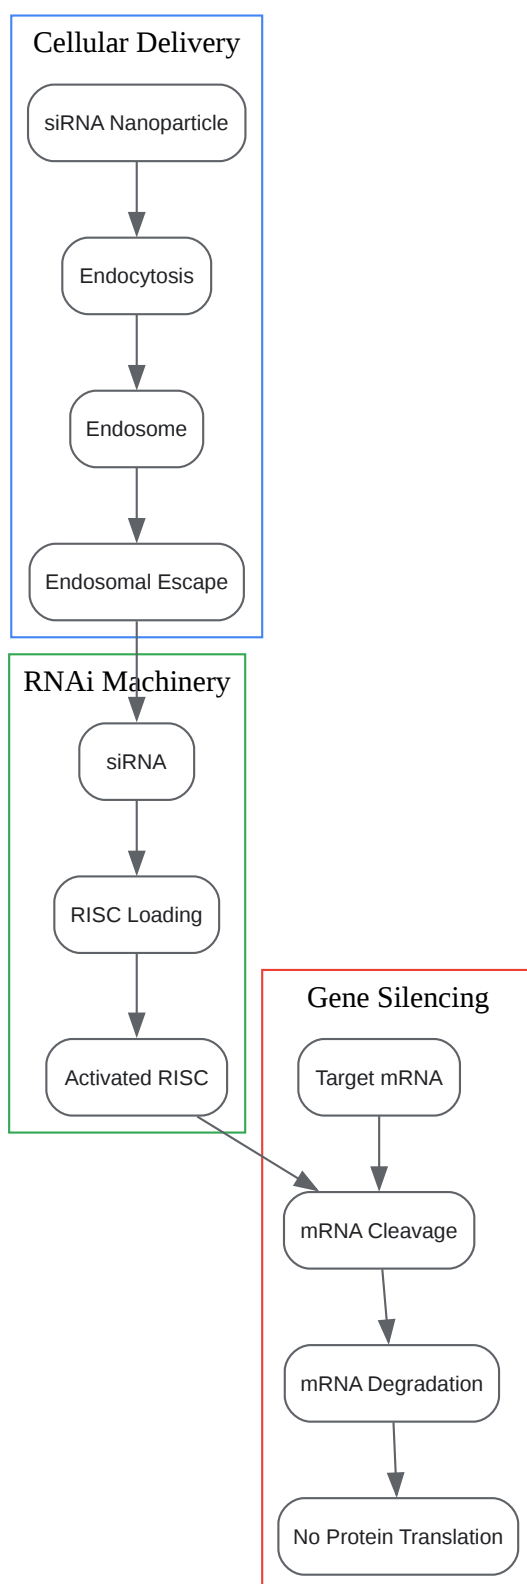 Cellular Delivery
siRNA Nanoparticle
Endocytosis
Endosome
Endosomal Escape
RNAi Machinery
siRNA
RISC Loading
Activated RISC
Gene Silencing
Target mRNA
mRNA Cleavage
mRNA Degradation
No Protein Translation